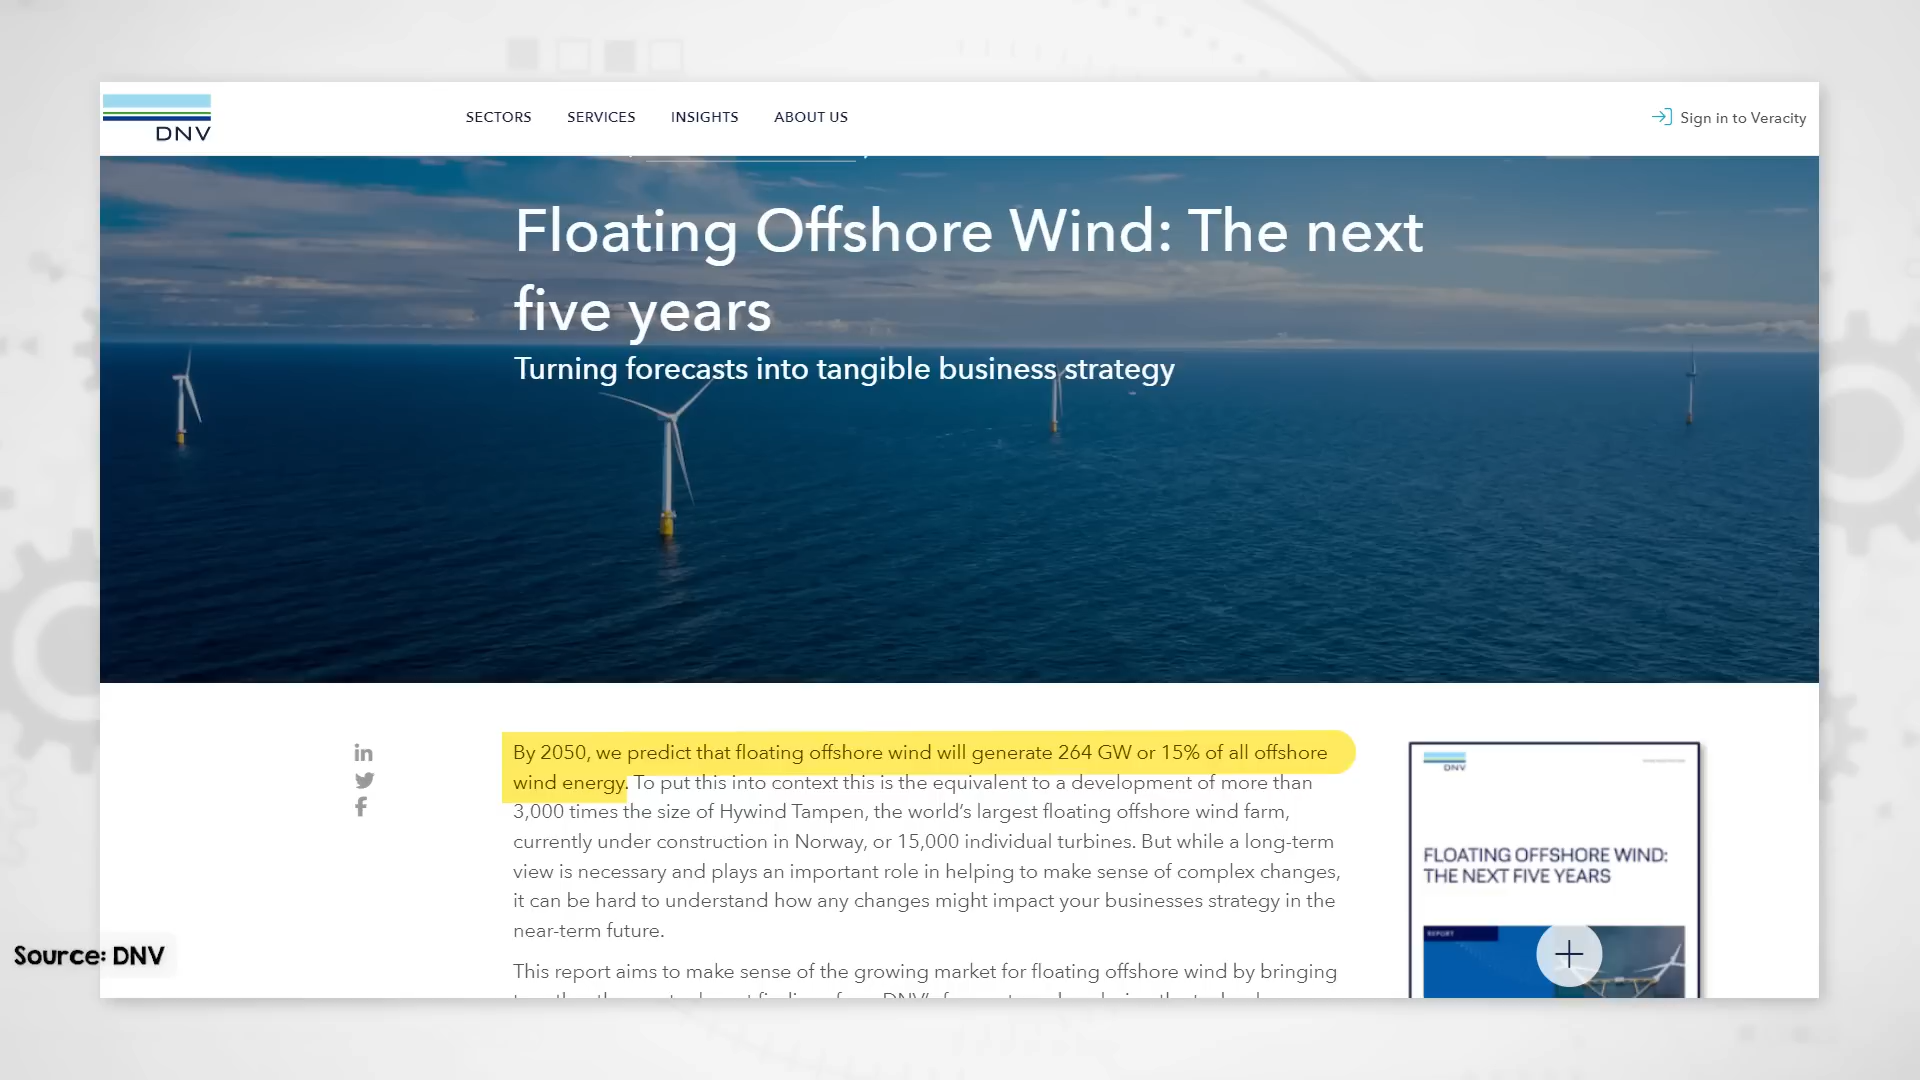 DNV
SECTORS SERVICES INSIGHTS ABOUT US
Sign in to Veracity
Floating Offshore Wind: The next
five years
Turning forecasts into tangible business strategy
By 2050, we predict that floating offshore wind will generate 264 GW or 15% of all offshore
wind energy. To put this into context this is the equivalent to a development of more than
3,000 times the size of Hywind Tampen, the world’s largest floating offshore wind farm,
currently under construction in Norway, or 15,000 individual turbines. But while a long-term
view is necessary and plays an important role in helping to make sense of complex changes,
it can be hard to understand how any changes might impact your businesses strategy in the
near-term future.
This report aims to make sense of the growing market for floating offshore wind by bringing
DNV
FLOATING OFFSHORE WIND:
THE NEXT FIVE YEARS
REPORT
Source: DNV